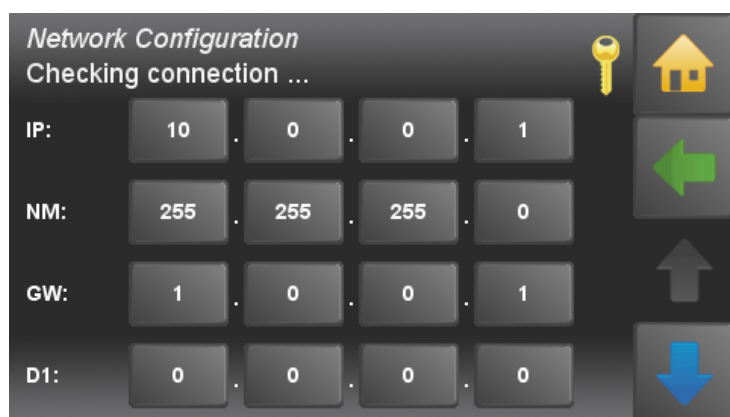 Network Configuration
Checking connection ...
IP: 10 . 0 . 0 . 1
NM: 255 . 255 . 255 . 0
GW: 1 . 0 . 0 . 1
D1: 0 . 0 . 0 . 0